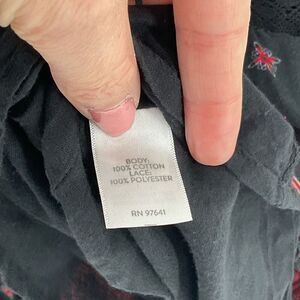 BODY:
100% COTTON
LACE:
100% POLYESTER
RN 97641